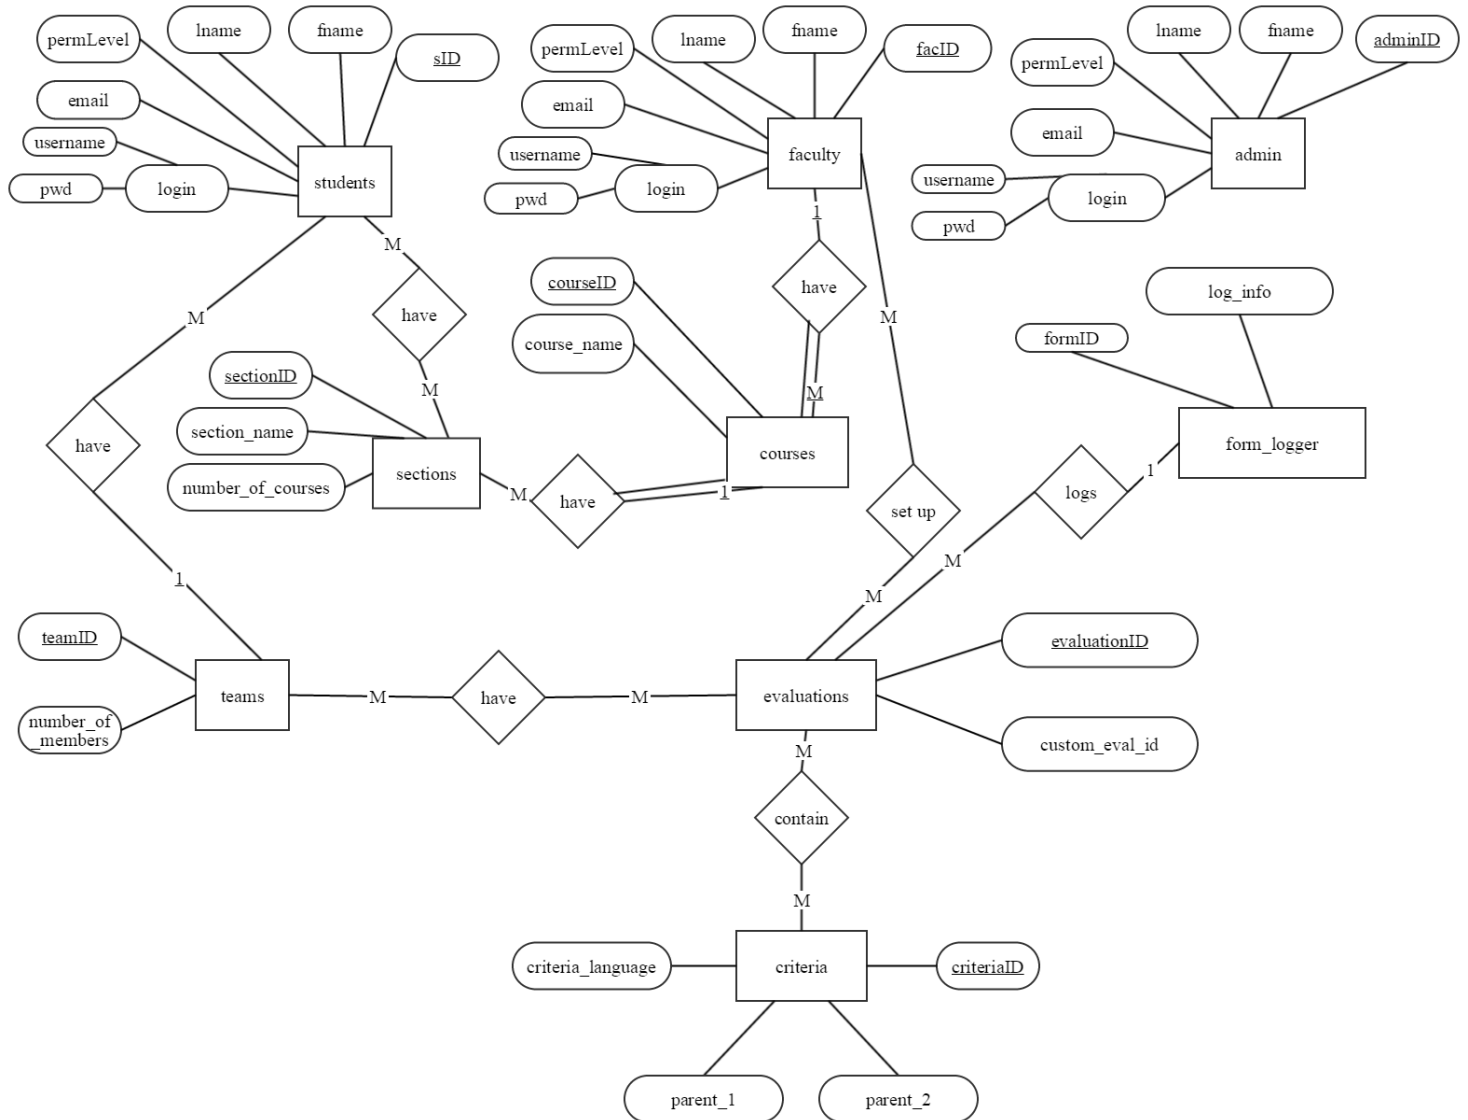 permLevel
lname
fname
sID
email
username
pwd
login
students
permLevel
lname
fname
facID
email
username
pwd
login
faculty
permLevel
lname
fname
adminID
email
username
pwd
login
admin
M
have
M
1
have
M
M
set up
M
M
have
1
courseID
course_name
courses
sectionID
section_name
number_of_courses
sections
M
have
1
log_info
formID
form_logger
1
logs
M
teamID
number_of
_members
teams
M
have
M
evaluations
evaluationID
custom_eval_id
M
contain
M
criteria_language
criteria
criteriaID
parent_1
parent_2